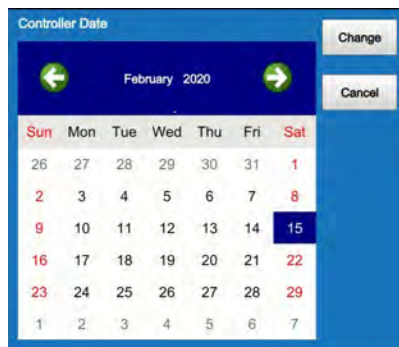 Controller Date
Change
February 2020
Cancel
Sun Mon Tue Wed Thu Fri Sat
26 27 28 29 30 31 1
2 3 4 5 6 7 8
9 10 11 12 13 14 15
16 17 18 19 20 21 22
23 24 25 26 27 28 29
1 2 3 4 5 6 7